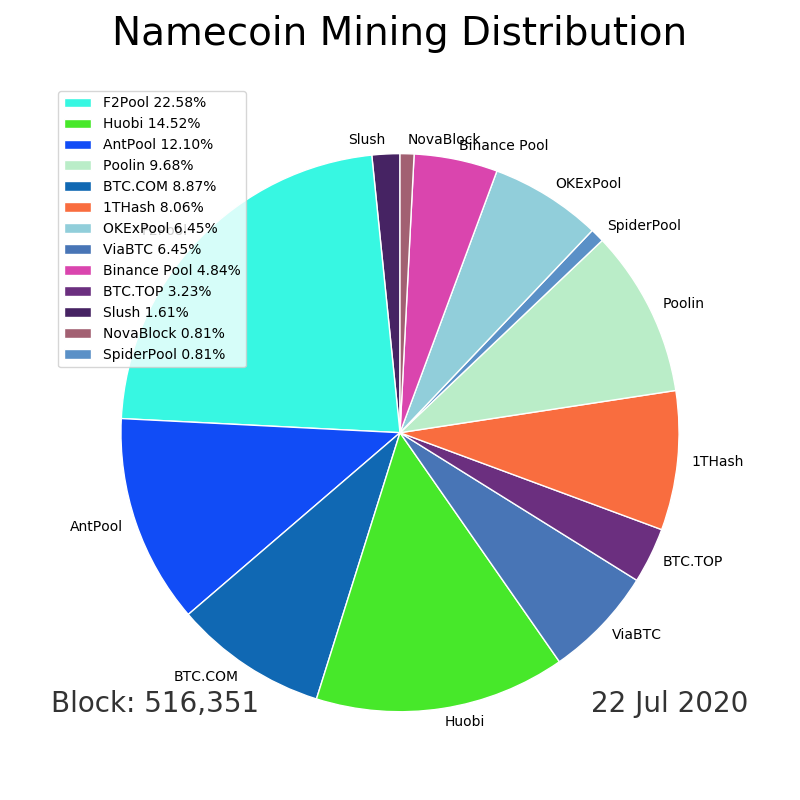 Namecoin Mining Distribution
F2Pool 22.58%
Huobi 14.52%
AntPool 12.10%
Poolin 9.68%
BTC.COM 8.87%
1THash 8.06%
OKExPool 6.45%
ViaBTC 6.45%
Binance Pool 4.84%
BTC.TOP 3.23%
Slush 1.61%
NovaBlock 0.81%
SpiderPool 0.81%
Slush
NovaBlock
Binance Pool
OKExPool
SpiderPool
Poolin
1THash
BTC.TOP
ViaBTC
Huobi
BTC.COM
AntPool
Block: 516,351
22 Jul 2020